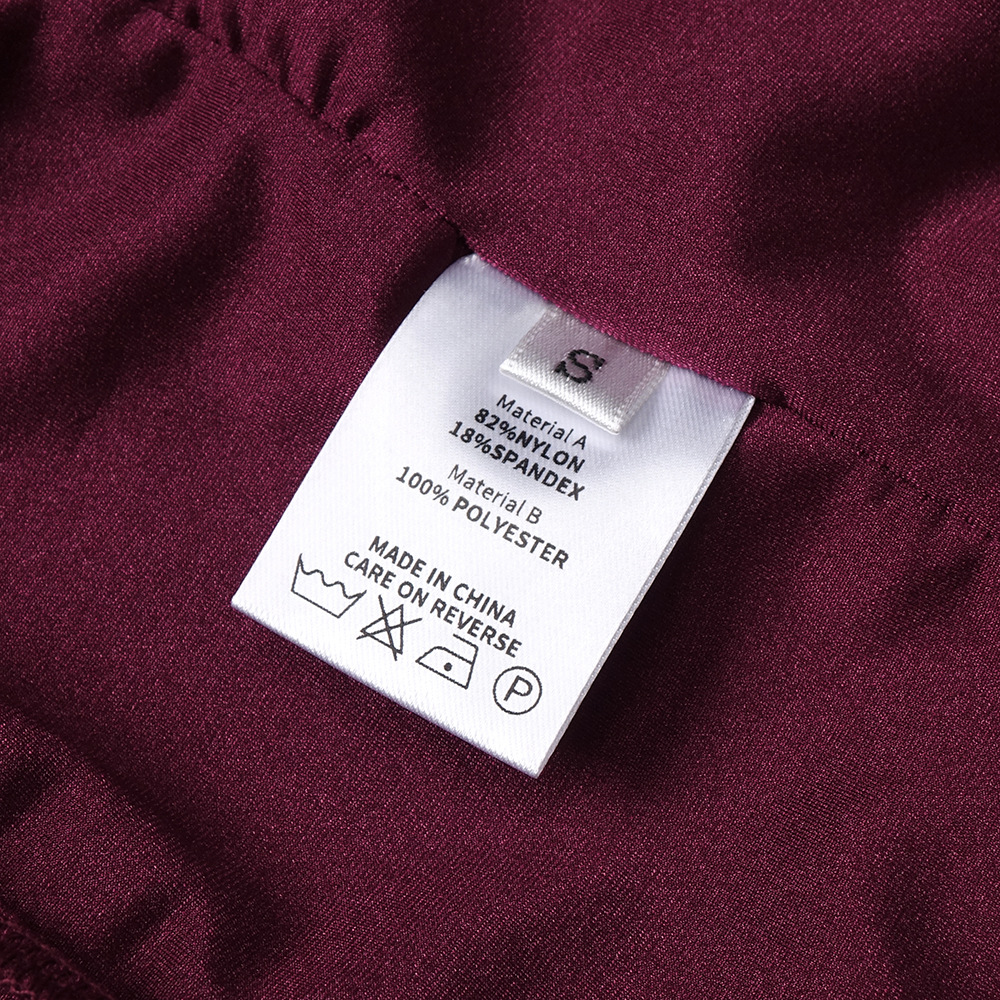 S
Material A
82%NYLON
18%SPANDEX
Material B
100% POLYESTER
MADE IN CHINA
CARE ON REVERSE
P